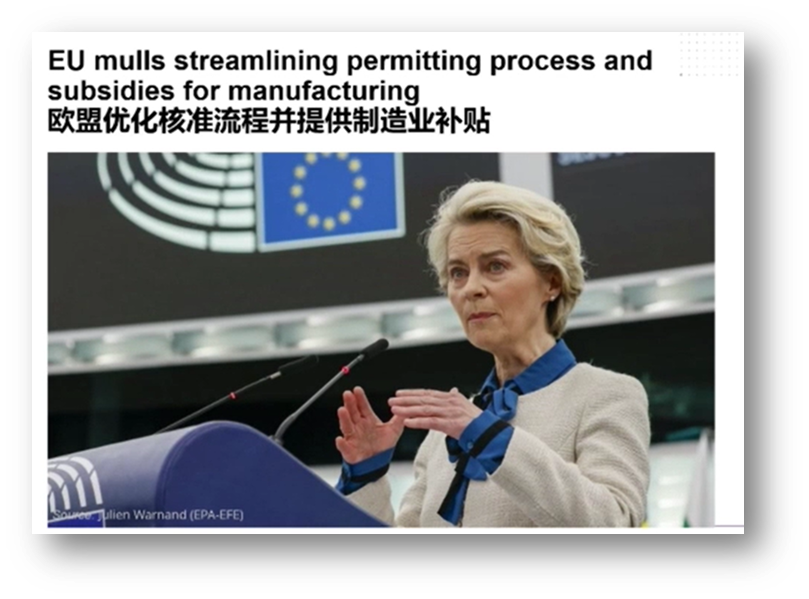 EU mulls streamlining permitting process and
subsidies for manufacturing
欧盟优化核准流程并提供制造业补贴
Source: Julien Warnand (EPA-EFE)